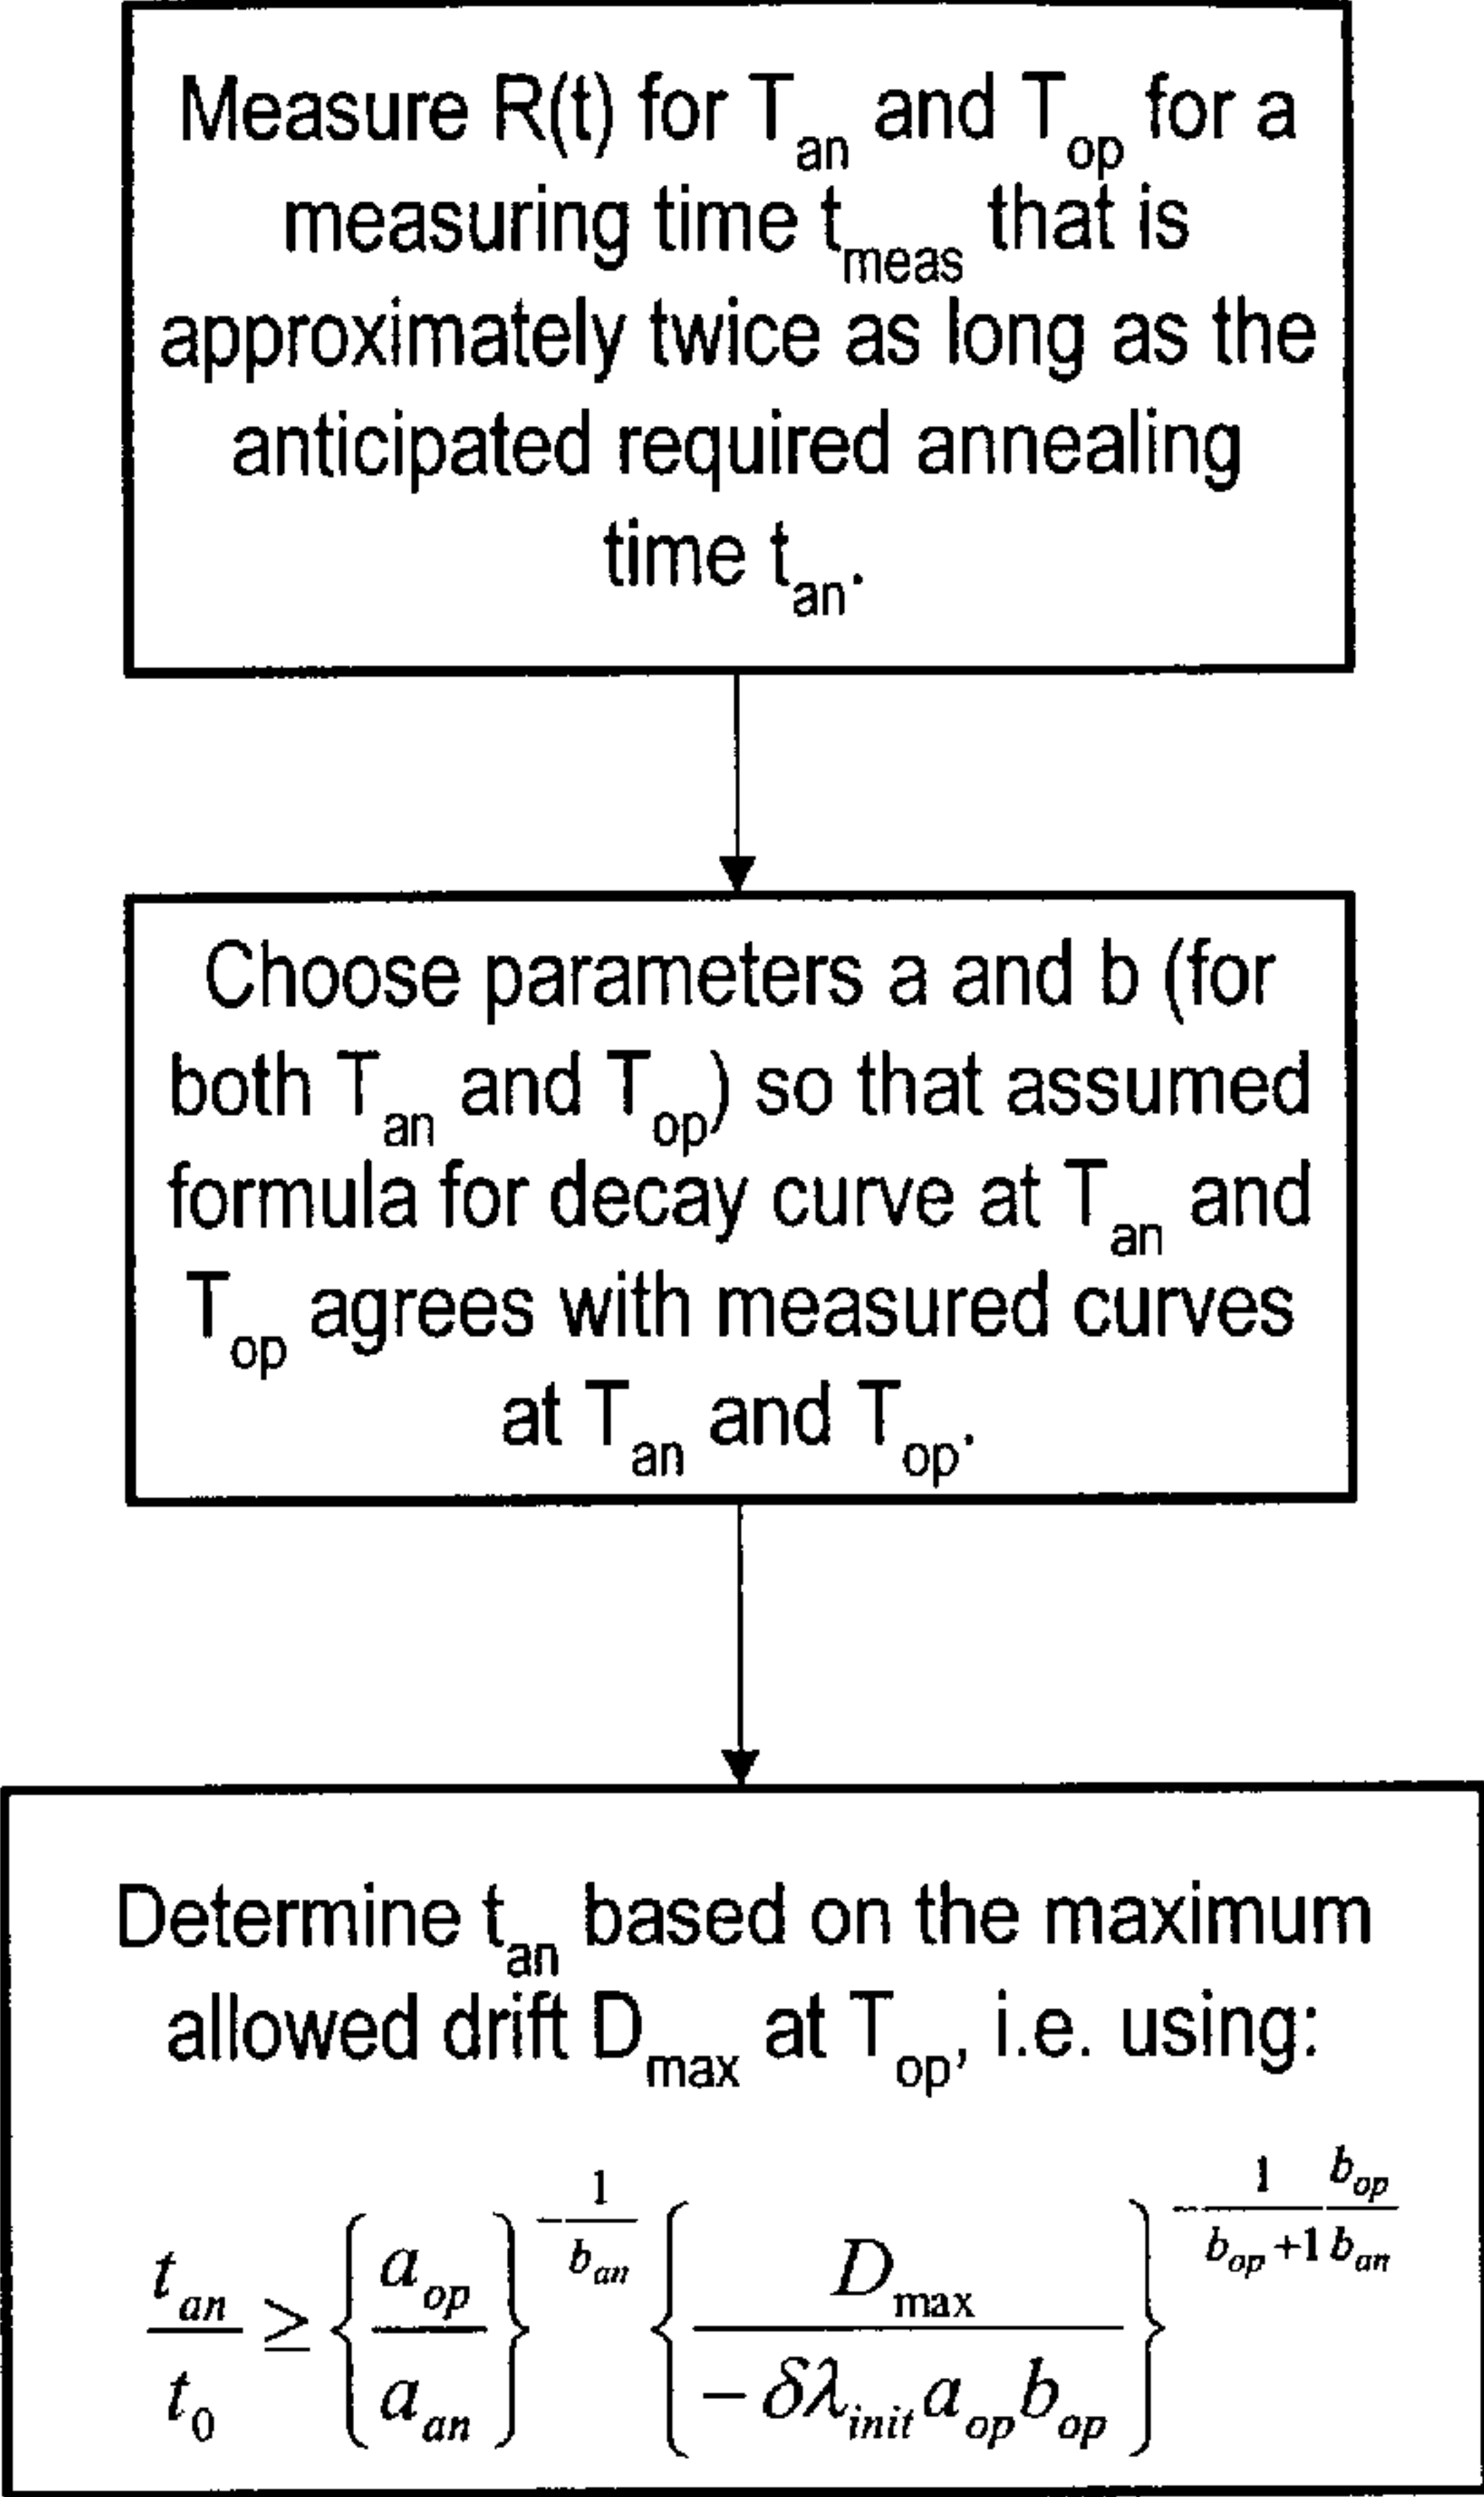 Measure R(t) for T_an and T_op for a
measuring time t_meas that is
approximately twice as long as the
anticipated required annealing
time t_an.
Choose parameters a and b (for
both T_an and T_op) so that assumed
formula for decay curve at T_an and
T_op agrees with measured curves
at T_an and T_op.
Determine t_an based on the maximum
allowed drift D_max at T_op, i.e. using:
t_an/t_0 ≥ {a_op/a_an}^(-1/b_an) {D_max/(-δλ_init a_op b_op)}^(-1/(b_op+1) b_op/b_an)